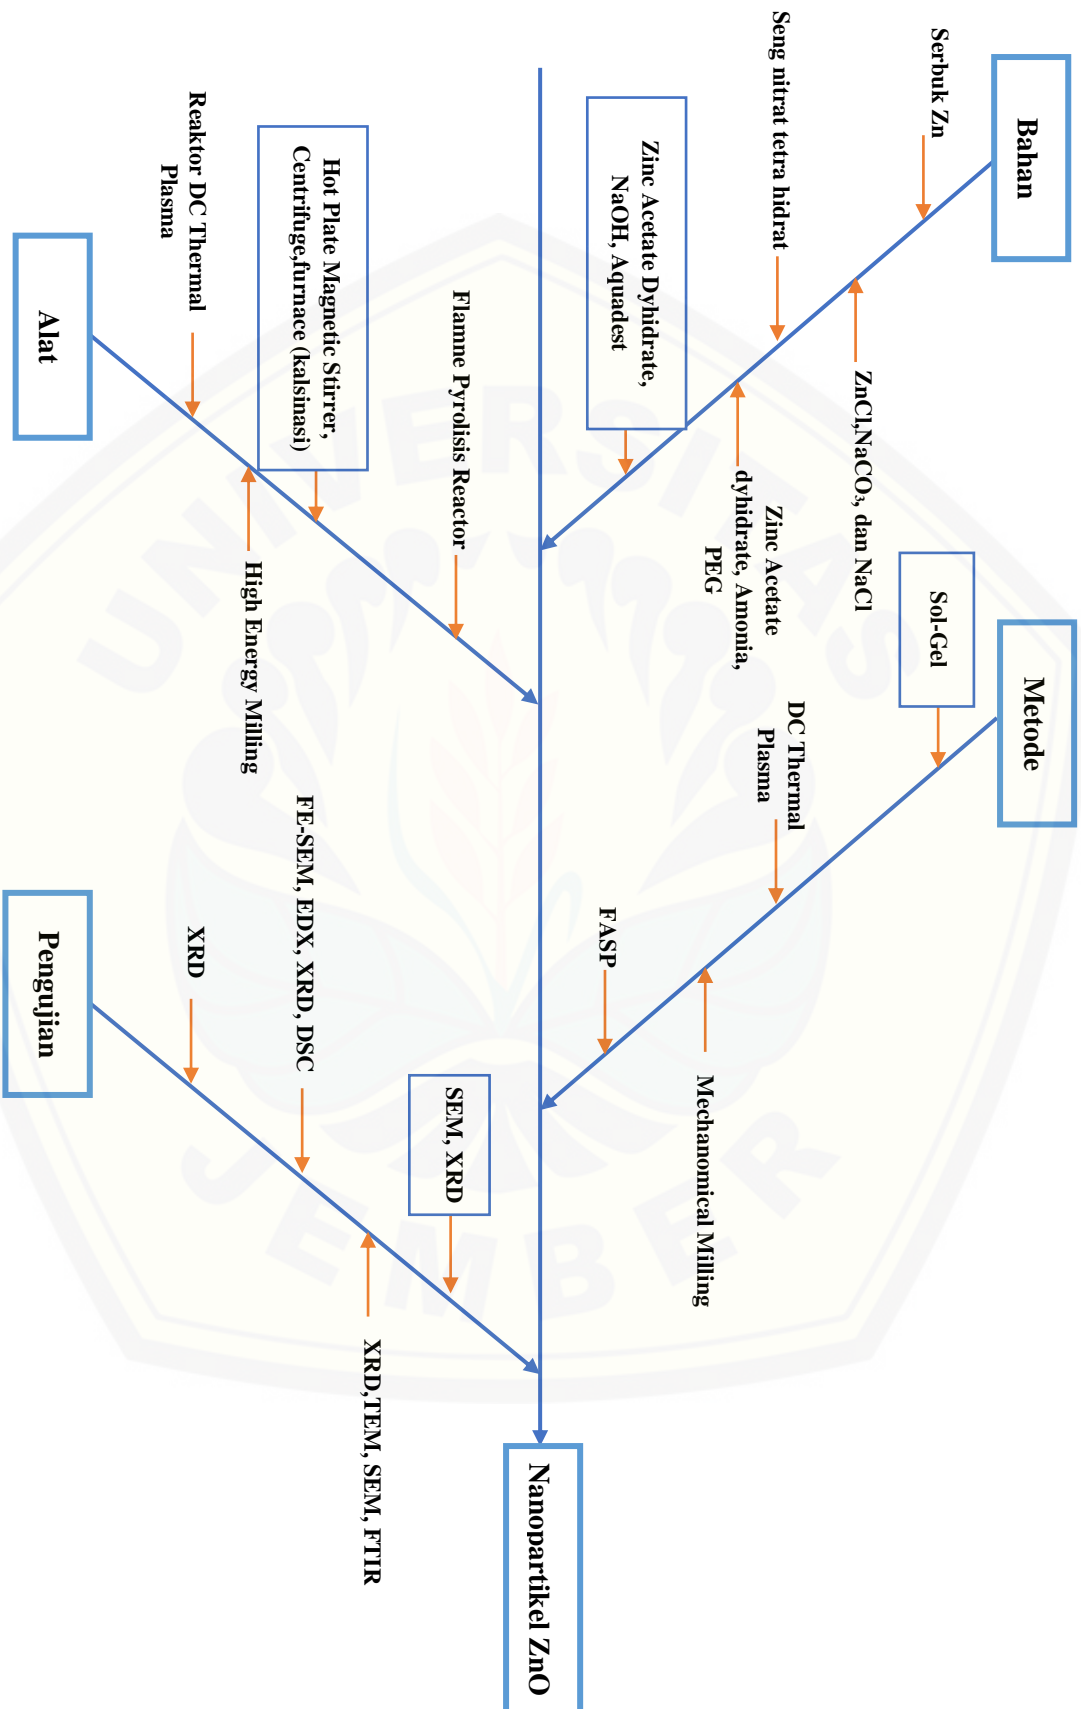 Bahan
Serbuk Zn
ZnCl,NaCO₃, dan NaCl
Seng nitrat tetra hidrat
Zinc Acetate
dyhidrate, Amonia,
PEG
Zinc Acetate Dyhidrate,
NaOH, Aquadest
Metode
Sol-Gel
DC Thermal
Plasma
Mechanomical Milling
FASP
Nanopartikel ZnO
Flamne Pyrolisis Reactor
Hot Plate Magnetic Stirrer,
Centrifuge,furnace (kalsinasi)
High Energy Milling
Reaktor DC Thermal
Plasma
Alat
SEM, XRD
XRD,TEM, SEM, FTIR
FE-SEM, EDX, XRD, DSC
XRD
Pengujian
UNIVERSITAS
JEMBER